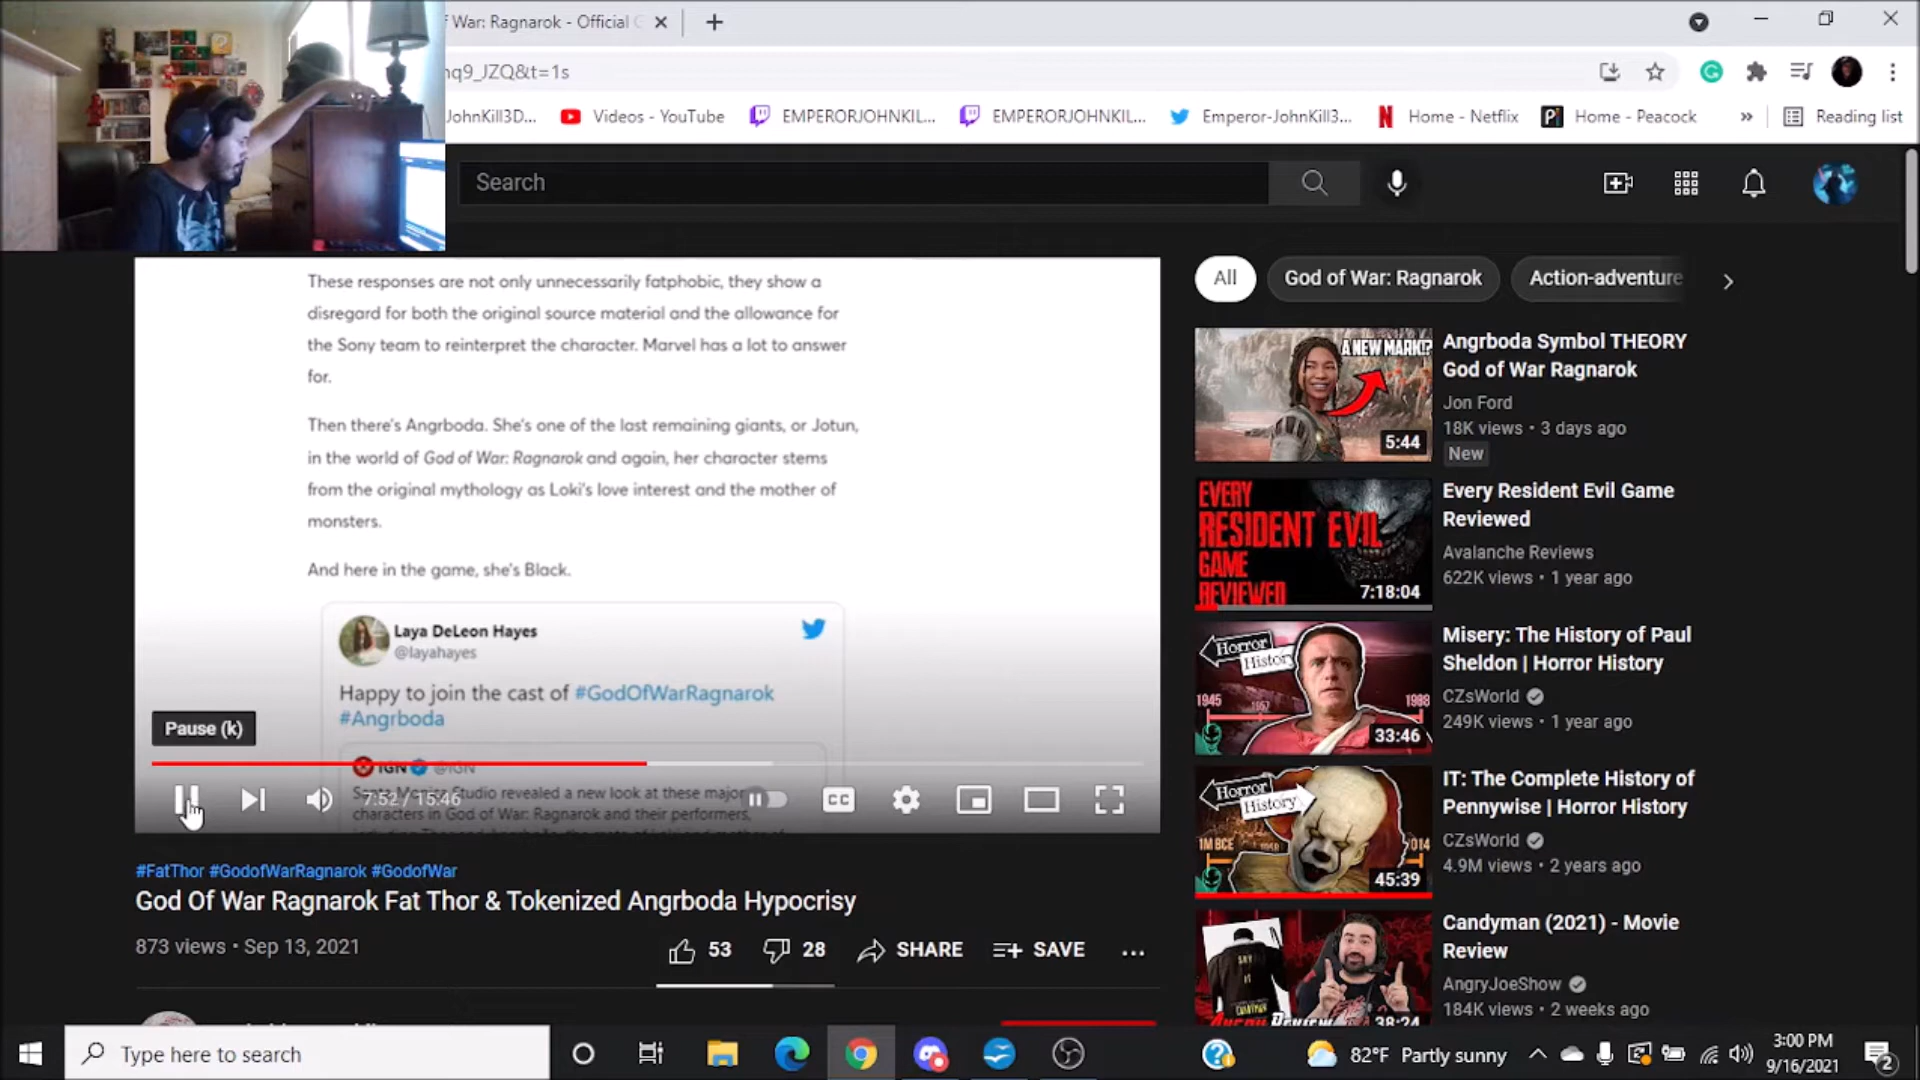 f War: Ragnarok - Official G
nq9_JZQ&t=1s
JohnKill3D...
Videos - YouTube
EMPERORJOHNKIL...
EMPERORJOHNKIL...
Emperor-JohnKill3...
Home - Netflix
Home - Peacock
Reading list
Search
These responses are not only unnecessarily fatphobic, they show a
disregard for both the original source material and the allowance for
the Sony team to reinterpret the character. Marvel has a lot to answer
for.
Then there's Angrboda. She's one of the last remaining giants, or Jotun,
in the world of God of War: Ragnarok and again, her character stems
from the original mythology as Loki's love interest and the mother of
monsters.
And here in the game, she's Black.
Laya DeLeon Hayes
@layahayes
Happy to join the cast of #GodOfWarRagnarok
#Angrboda
Pause (k)
IGN @IGN
Santa Monica Studio revealed a new look at these major
characters in God of War: Ragnarok and their performers,
7:52 / 15:46
CC
#FatThor #GodofWarRagnarok #GodofWar
God Of War Ragnarok Fat Thor & Tokenized Angrboda Hypocrisy
873 views • Sep 13, 2021
53
28
SHARE
SAVE
All
God of War: Ragnarok
Action-adventure
A NEW MARK!?
5:44
Angrboda Symbol THEORY
God of War Ragnarok
Jon Ford
18K views • 3 days ago
New
EVERY
RESIDENT EVIL
GAME
REVIEWED
7:18:04
Every Resident Evil Game
Reviewed
Avalanche Reviews
622K views • 1 year ago
Horror
History
1945
1957
1988
33:46
Misery: The History of Paul
Sheldon | Horror History
CZsWorld
249K views • 1 year ago
Horror
History
1M BCE
2014
45:39
IT: The Complete History of
Pennywise | Horror History
CZsWorld
4.9M views • 2 years ago
SAY
MY
CANDYMAN
ANGRY REVIEW
38:24
Candyman (2021) - Movie
Review
AngryJoeShow
184K views • 2 weeks ago
Type here to search
82°F Partly sunny
3:00 PM
9/16/2021
2